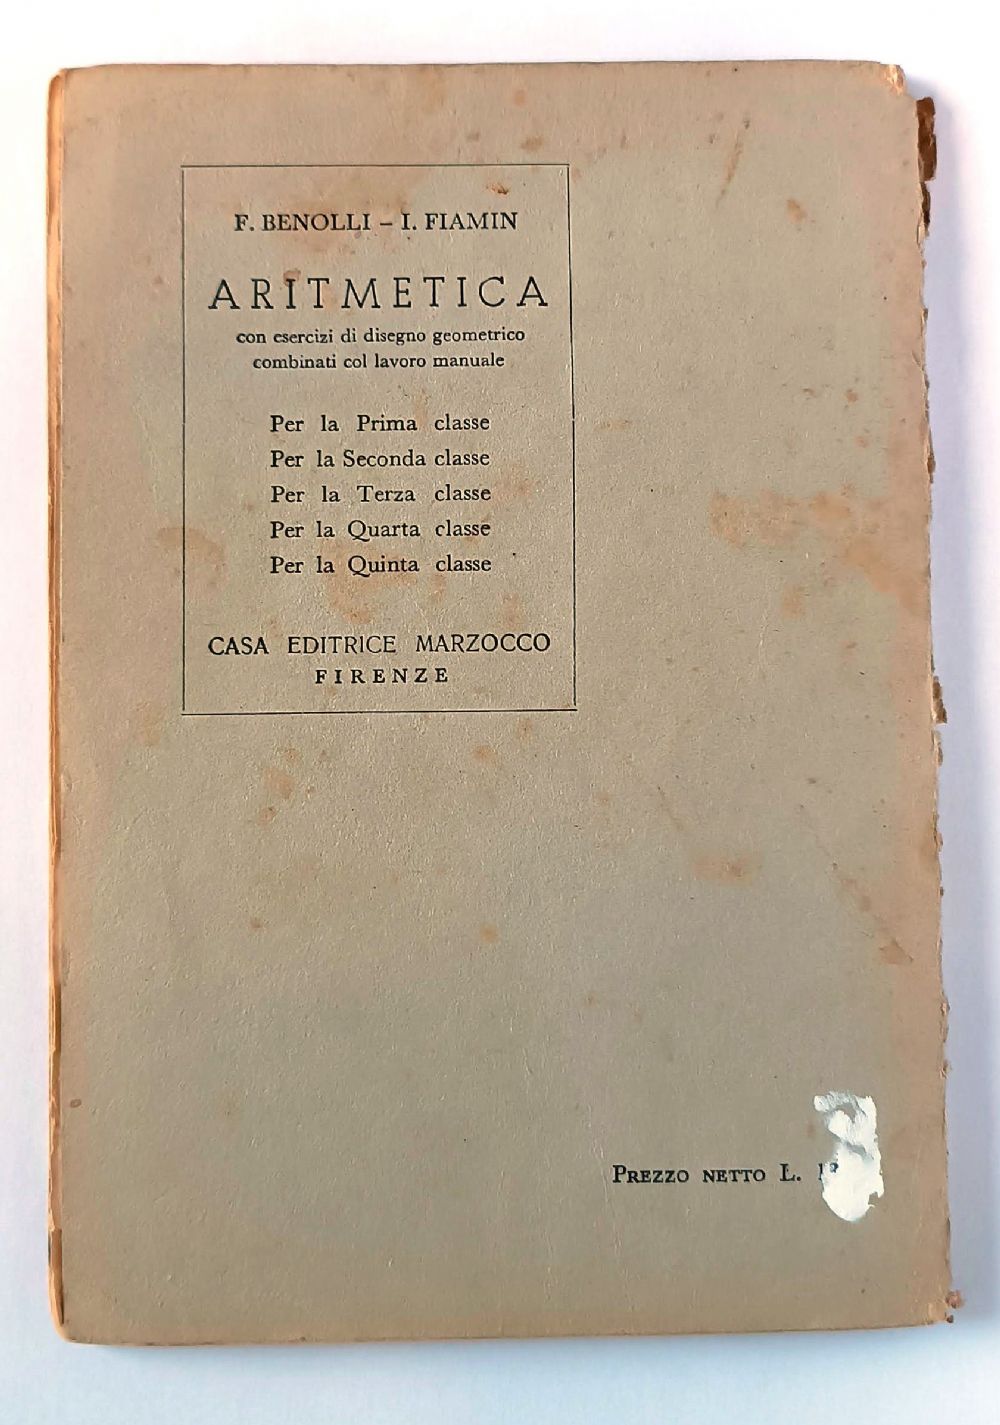 F. BENOLLI – I. FIAMIN
ARITMETICA
con esercizi di disegno geometrico
combinati col lavoro manuale
Per la Prima classe
Per la Seconda classe
Per la Terza classe
Per la Quarta classe
Per la Quinta classe
CASA EDITRICE MARZOCCO
FIRENZE
PREZZO NETTO L.